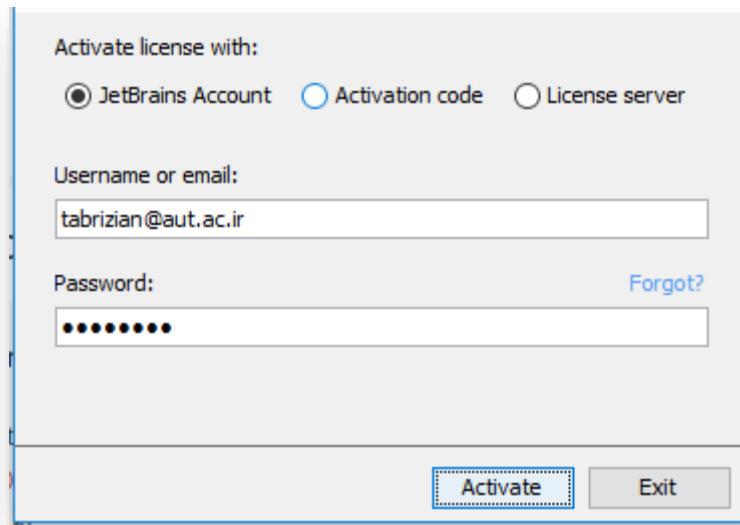 Activate license with:
JetBrains Account Activation code License server
Username or email:
tabrizian@aut.ac.ir
Password: Forgot?
••••••••
Activate Exit